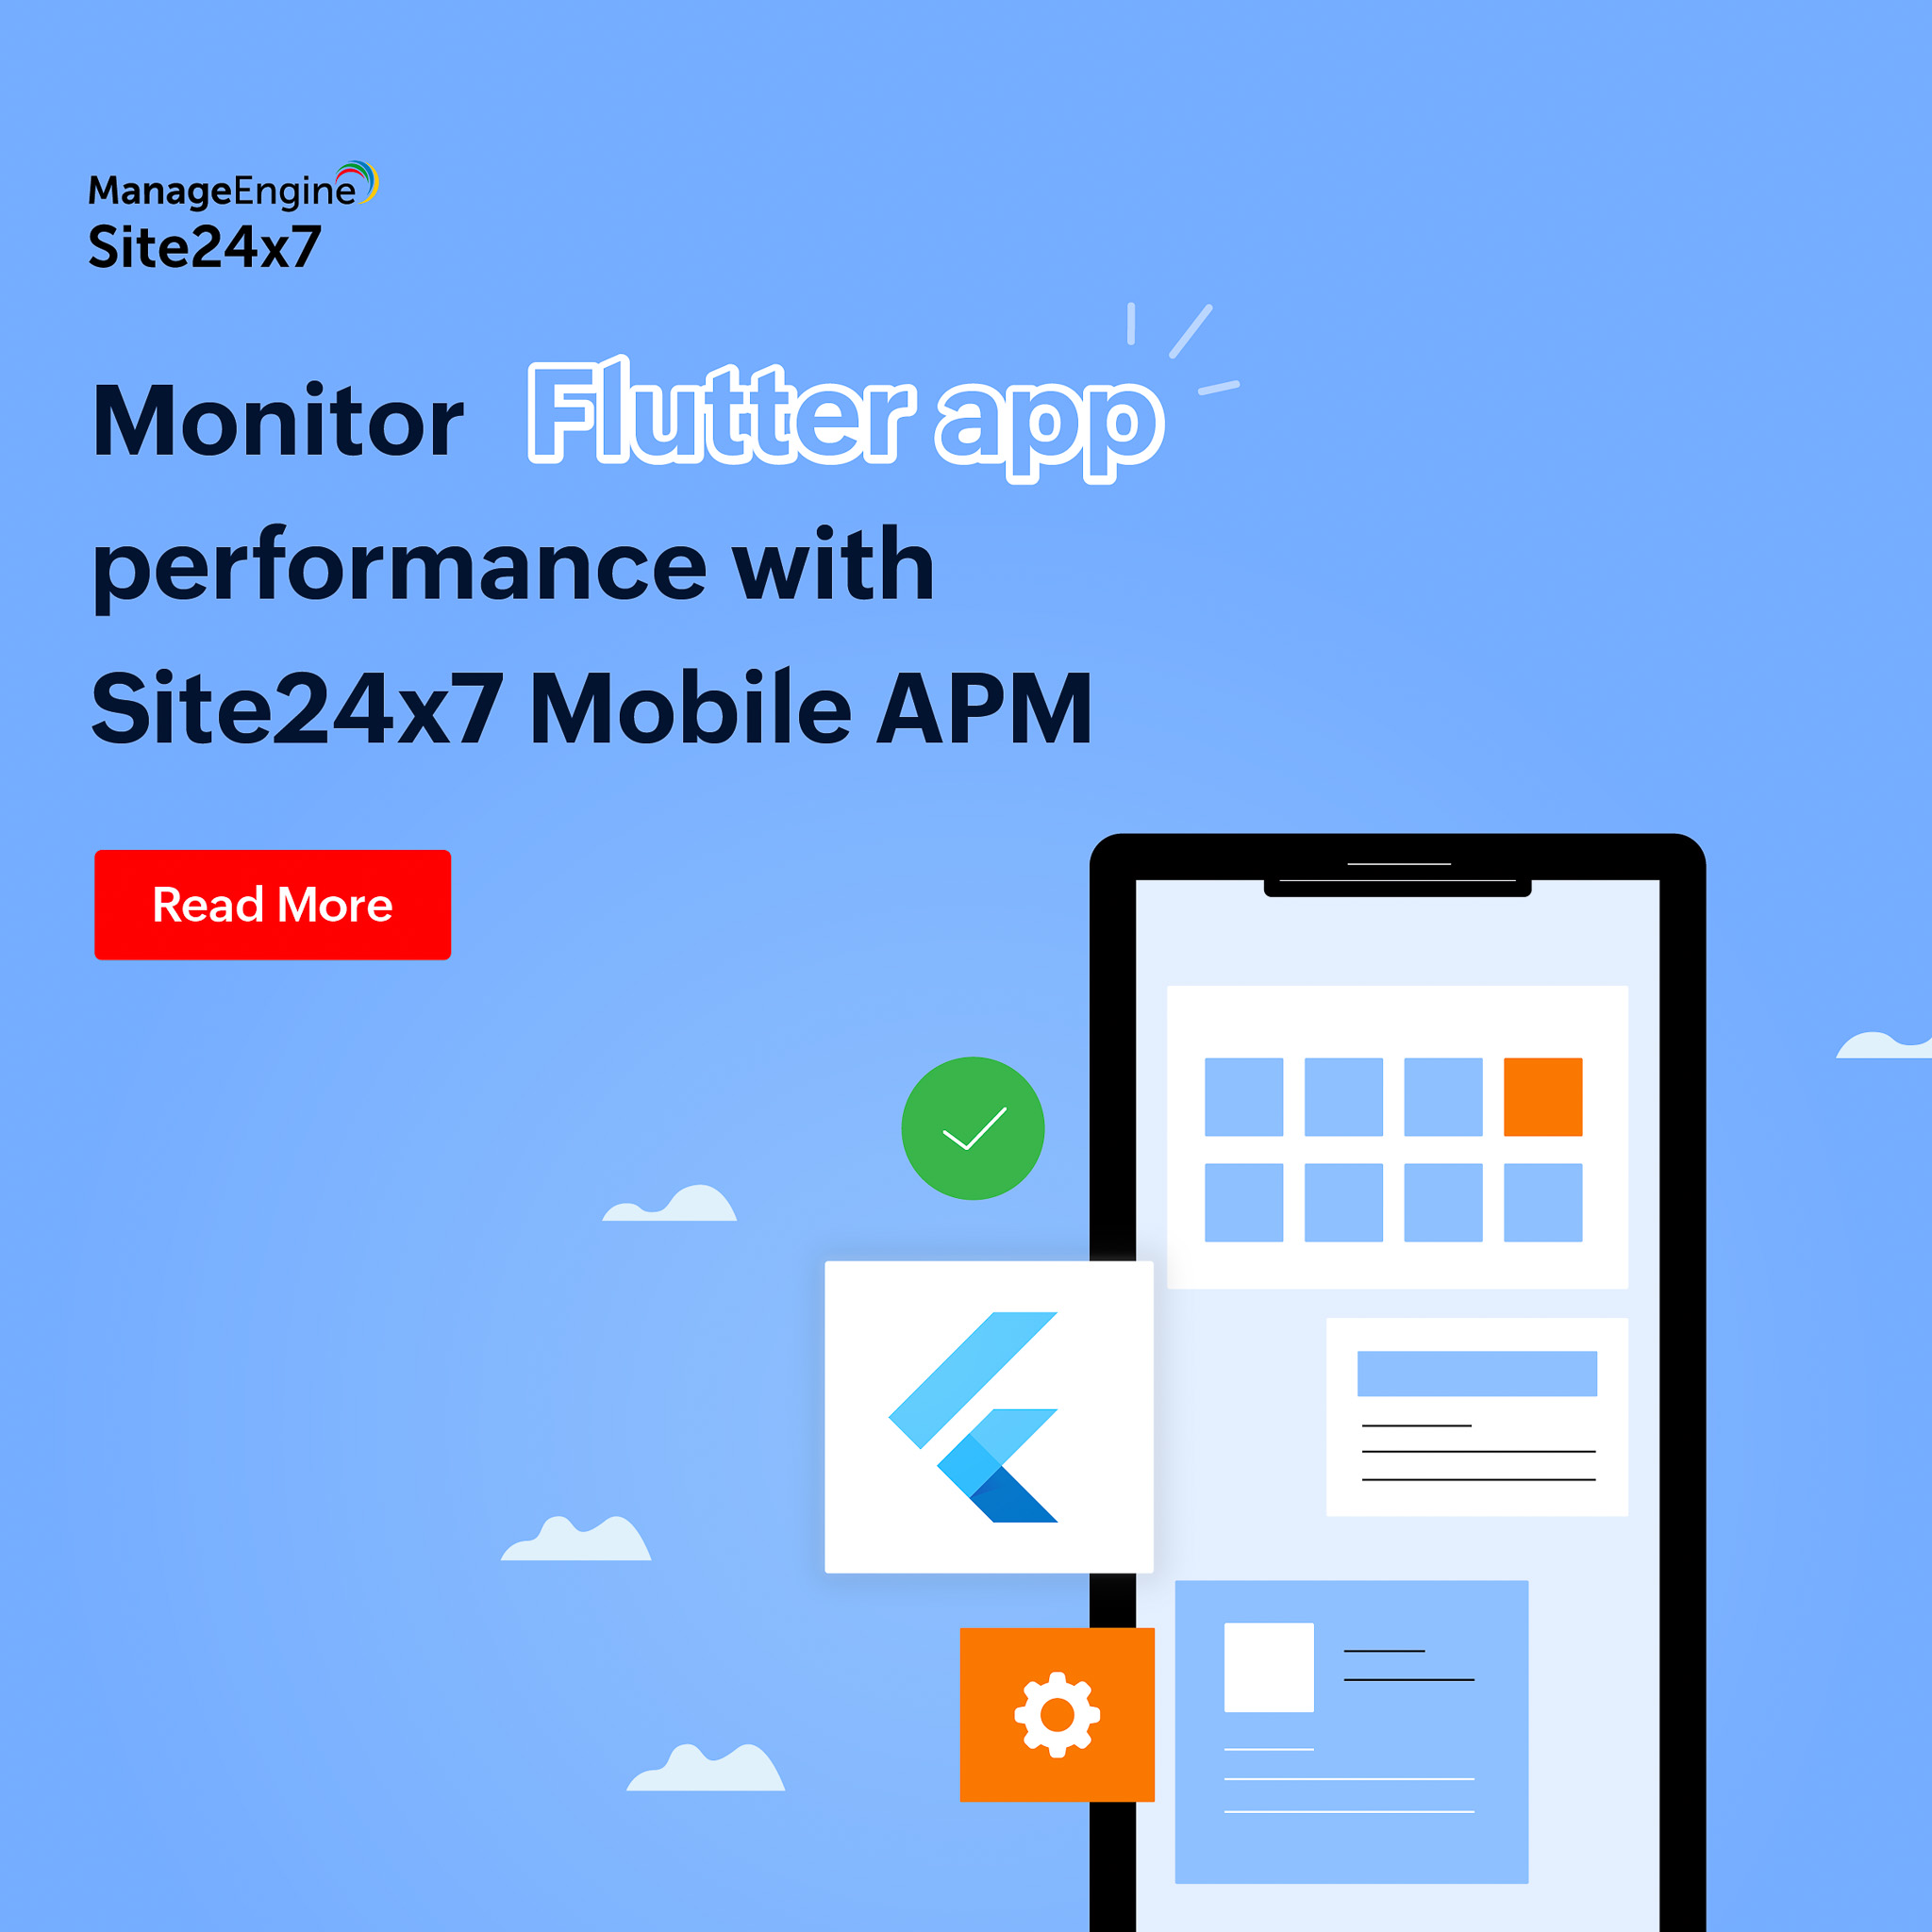 ManageEngine
Site24x7
Monitor Flutter app
performance with
Site24x7 Mobile APM
Read More